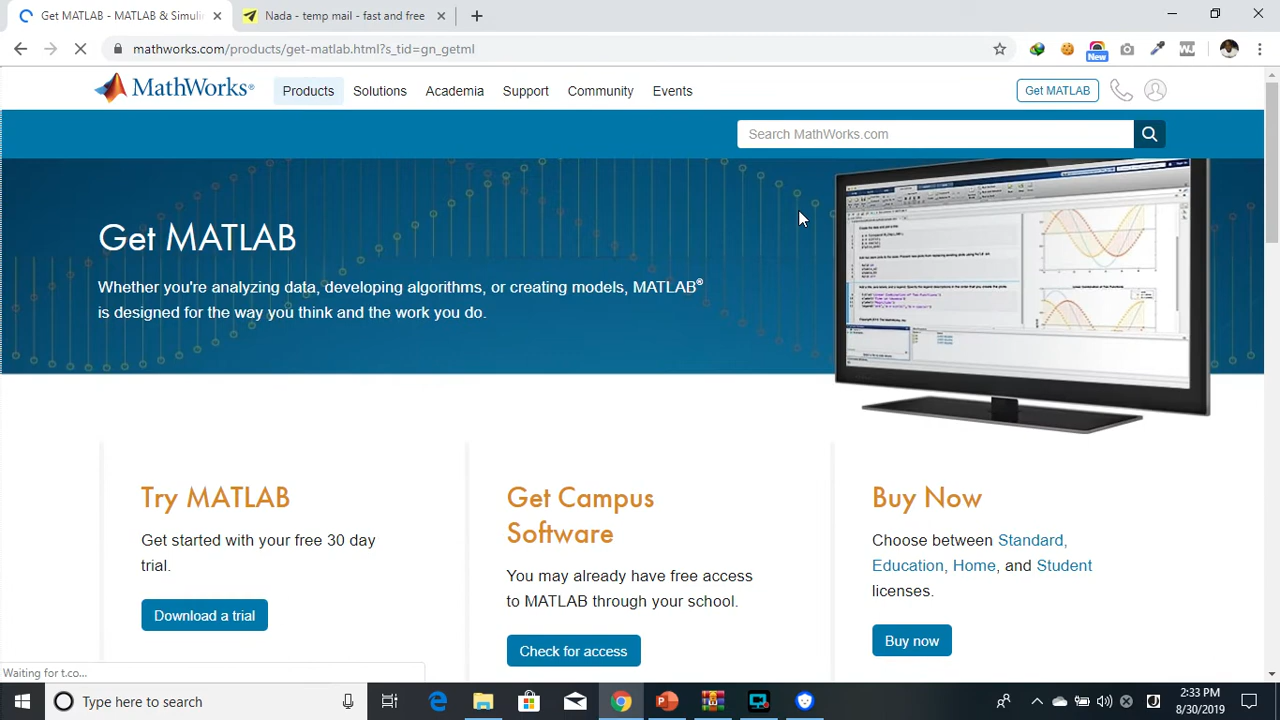 Get MATLAB - MATLAB & Simuli
Nada - temp mail - fast and free
mathworks.com/products/get-matlab.html?s_tid=gn_getml
New
MathWorks®
Products
Solutions
Academia
Support
Community
Events
Get MATLAB
Search MathWorks.com
Get MATLAB
Whether you're analyzing data, developing algorithms, or creating models, MATLAB®
is designed for the way you think and the work you do.
Try MATLAB
Get started with your free 30 day
trial.
Download a trial
Get Campus
Software
You may already have free access
to MATLAB through your school.
Check for access
Buy Now
Choose between Standard,
Education, Home, and Student
licenses.
Buy now
Waiting for t.co...
Type here to search
2:33 PM
8/30/2019